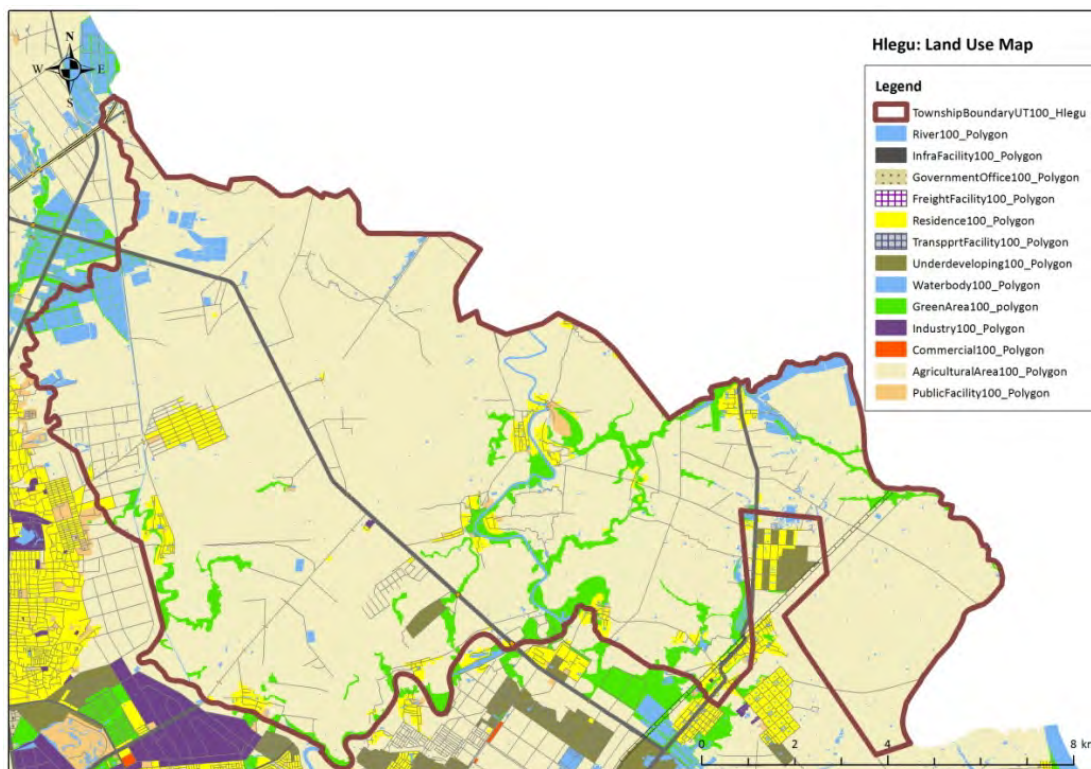 Hlegu: Land Use Map
N
W E
S
Legend
TownshipBoundaryUT100_Hlegu
River100_Polygon
InfraFacility100_Polygon
GovernmentOffice100_Polygon
FreightFacility100_Polygon
Residence100_Polygon
TranspprtFacility100_Polygon
Underdeveloping100_Polygon
Waterbody100_Polygon
GreenArea100_polygon
Industry100_Polygon
Commercial100_Polygon
AgriculturalArea100_Polygon
PublicFacility100_Polygon
0 2 4 8 km